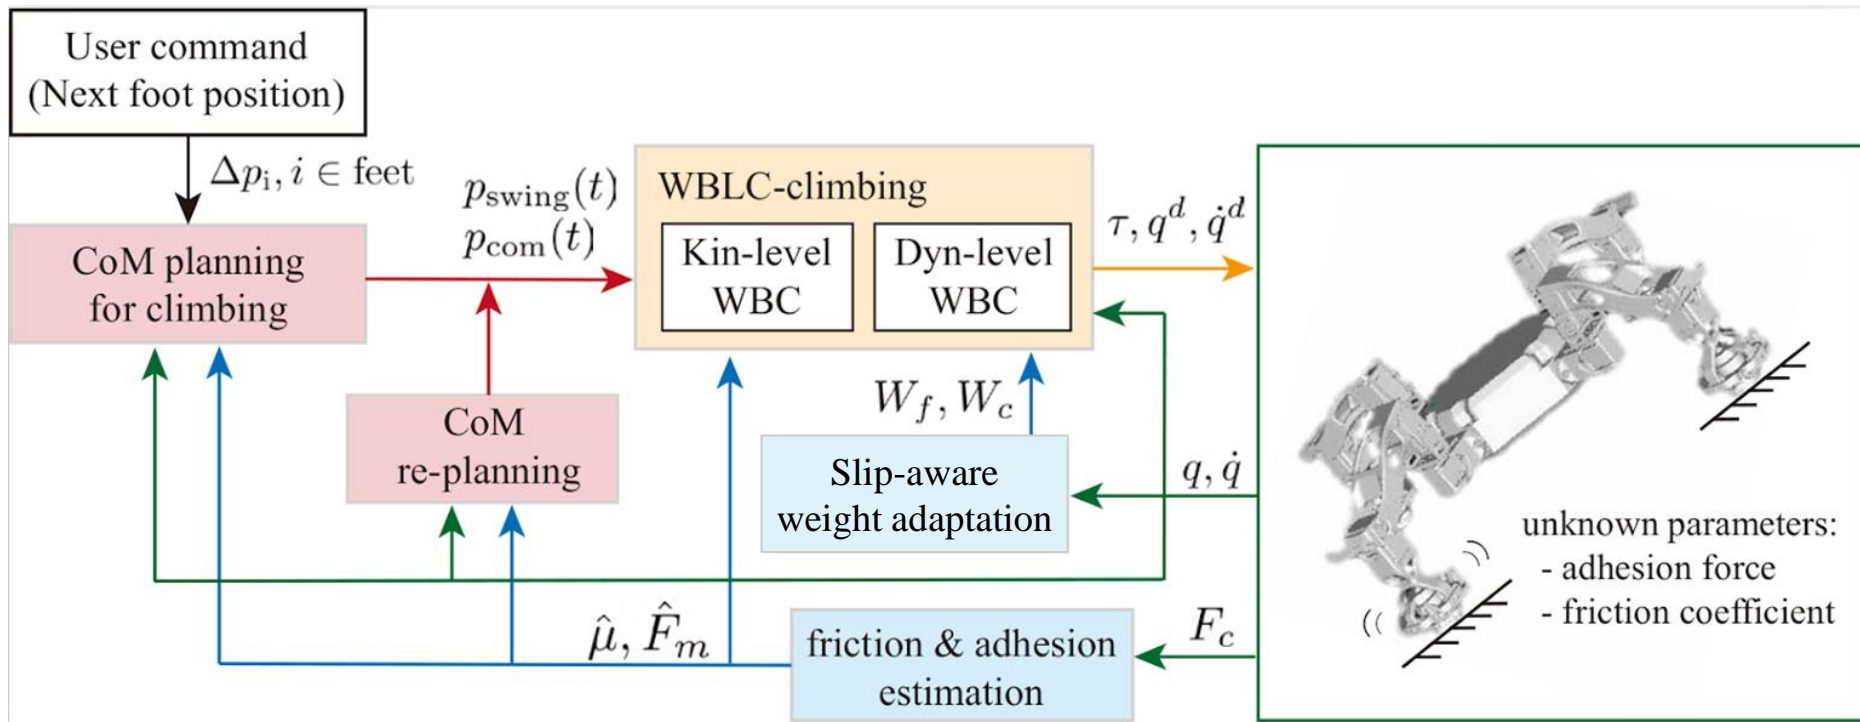 User command
(Next foot position)
Δp_i, i ∈ feet
CoM planning
for climbing
p_swing(t)
p_com(t)
WBLC-climbing
Kin-level
WBC
Dyn-level
WBC
τ, q^d, q̇^d
CoM
re-planning
W_f, W_c
Slip-aware
weight adaptation
q, q̇
μ̂, F̂_m
friction & adhesion
estimation
F_c
unknown parameters:
- adhesion force
- friction coefficient